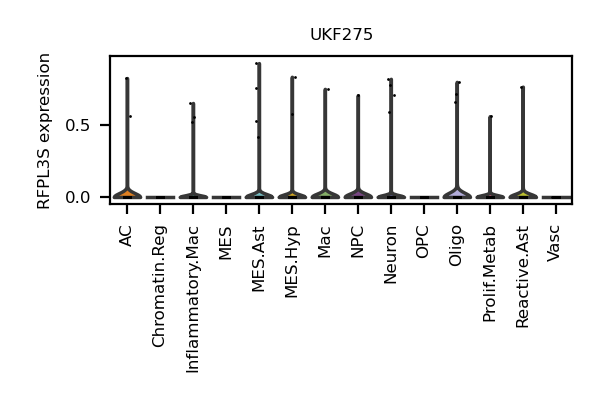 UKF275
RFPL3S expression
0.5
0.0
AC
Chromatin.Reg
Inflammatory.Mac
MES
MES.Ast
MES.Hyp
Mac
NPC
Neuron
OPC
Oligo
Prolif.Metab
Reactive.Ast
Vasc